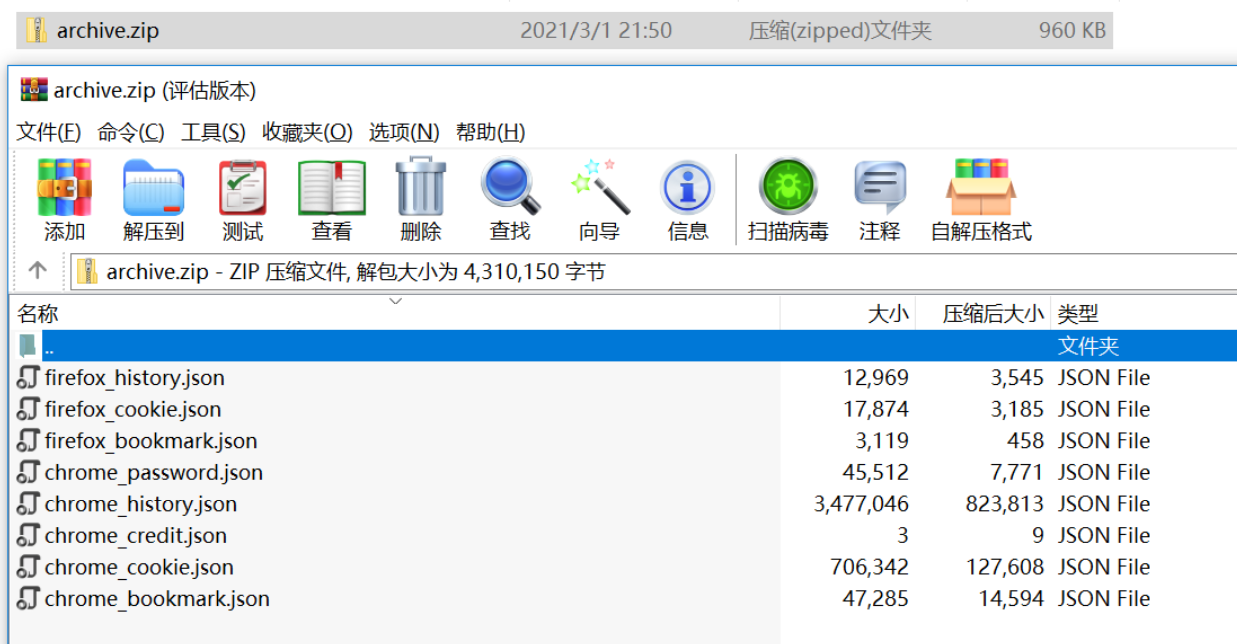 archive.zip 2021/3/1 21:50 压缩(zipped)文件夹 960 KB
archive.zip (评估版本)
文件(F) 命令(C) 工具(S) 收藏夹(O) 选项(N) 帮助(H)
添加 解压到 测试 查看 删除 查找 向导 信息 扫描病毒 注释 自解压格式
archive.zip - ZIP 压缩文件, 解包大小为 4,310,150 字节
名称 大小 压缩后大小 类型
.. 文件夹
firefox_history.json 12,969 3,545 JSON File
firefox_cookie.json 17,874 3,185 JSON File
firefox_bookmark.json 3,119 458 JSON File
chrome_password.json 45,512 7,771 JSON File
chrome_history.json 3,477,046 823,813 JSON File
chrome_credit.json 3 9 JSON File
chrome_cookie.json 706,342 127,608 JSON File
chrome_bookmark.json 47,285 14,594 JSON File